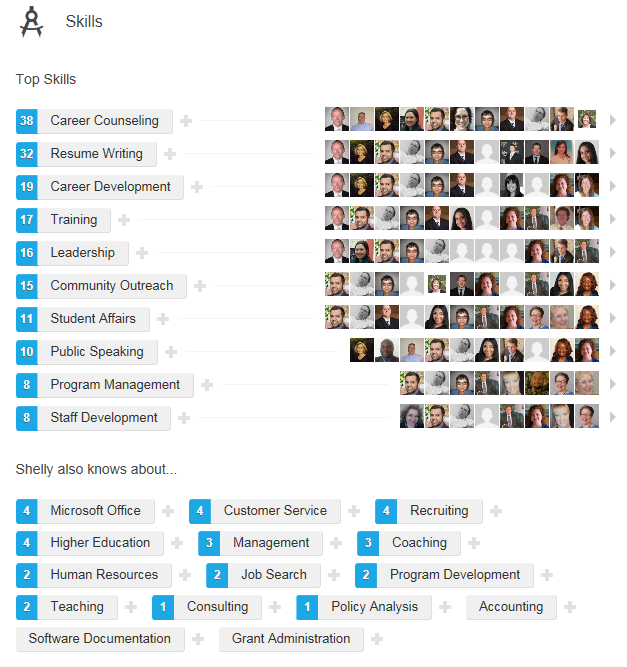 Skills
Top Skills
38 Career Counseling
32 Resume Writing
19 Career Development
17 Training
16 Leadership
15 Community Outreach
11 Student Affairs
10 Public Speaking
8 Program Management
8 Staff Development
Shelly also knows about...
4 Microsoft Office 4 Customer Service 4 Recruiting
4 Higher Education 3 Management 3 Coaching
2 Human Resources 2 Job Search 2 Program Development
2 Teaching 1 Consulting 1 Policy Analysis Accounting
Software Documentation Grant Administration